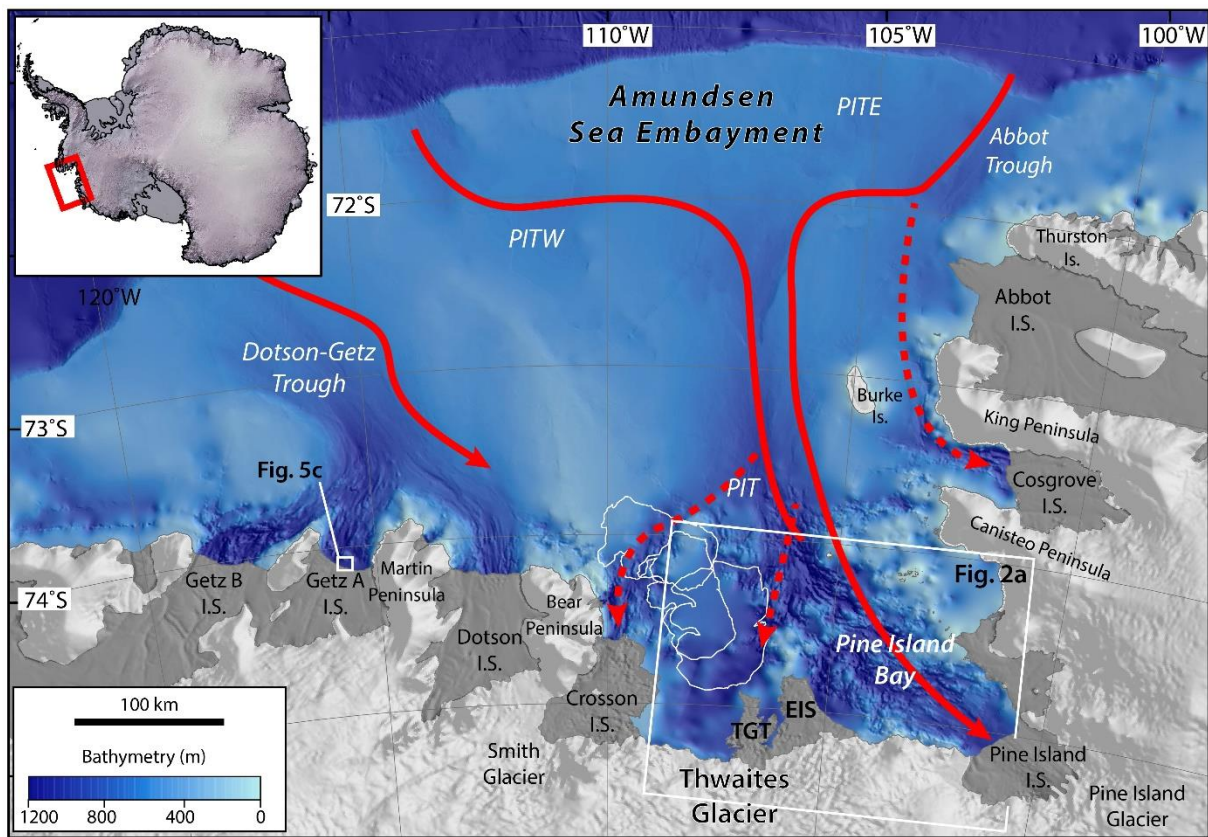 110°W
105°W
100°W
Amundsen
Sea Embayment
PITE
Abbot
Trough
72°S
PITW
Thurston
Is.
120°W
Abbot
I.S.
Dotson-Getz
Trough
Burke
Is.
King Peninsula
73°S
Fig. 5c
PIT
Cosgrove
I.S.
Canisteo Peninsula
Fig. 2a
Getz B
I.S.
Getz A
I.S.
Martin
Peninsula
74°S
Bear
Peninsula
Dotson
I.S.
Pine Island
Bay
Crosson
I.S.
EIS
TGT
100 km
Bathymetry (m)
1200 800 400 0
Smith
Glacier
Thwaites
Glacier
Pine Island
I.S.
Pine Island
Glacier